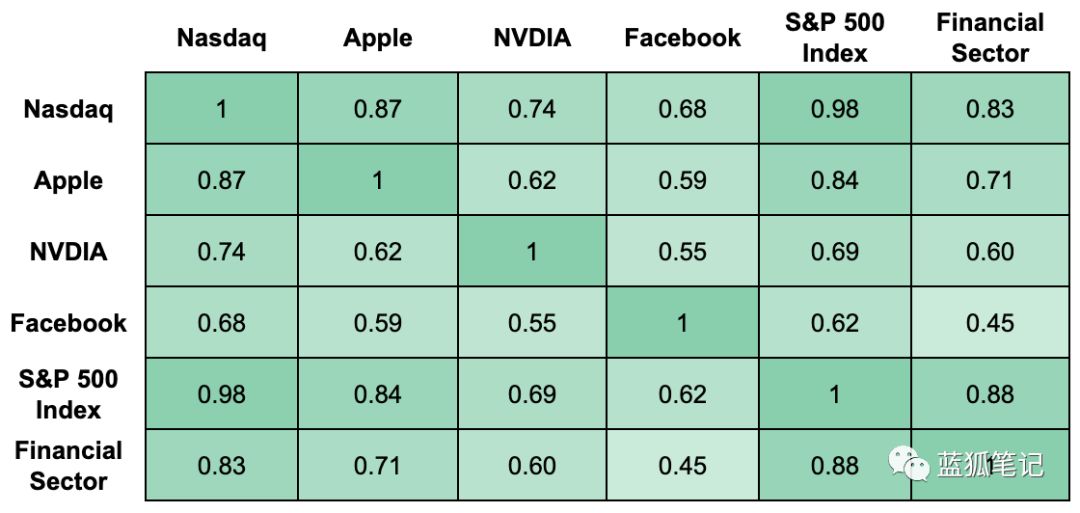 Nasdaq Apple NVDIA Facebook S&P 500 Index Financial Sector
Nasdaq 1 0.87 0.74 0.68 0.98 0.83
Apple 0.87 1 0.62 0.59 0.84 0.71
NVDIA 0.74 0.62 1 0.55 0.69 0.60
Facebook 0.68 0.59 0.55 1 0.62 0.45
S&P 500 Index 0.98 0.84 0.69 0.62 1 0.88
Financial Sector 0.83 0.71 0.60 0.45 0.88 1
蓝狐笔记